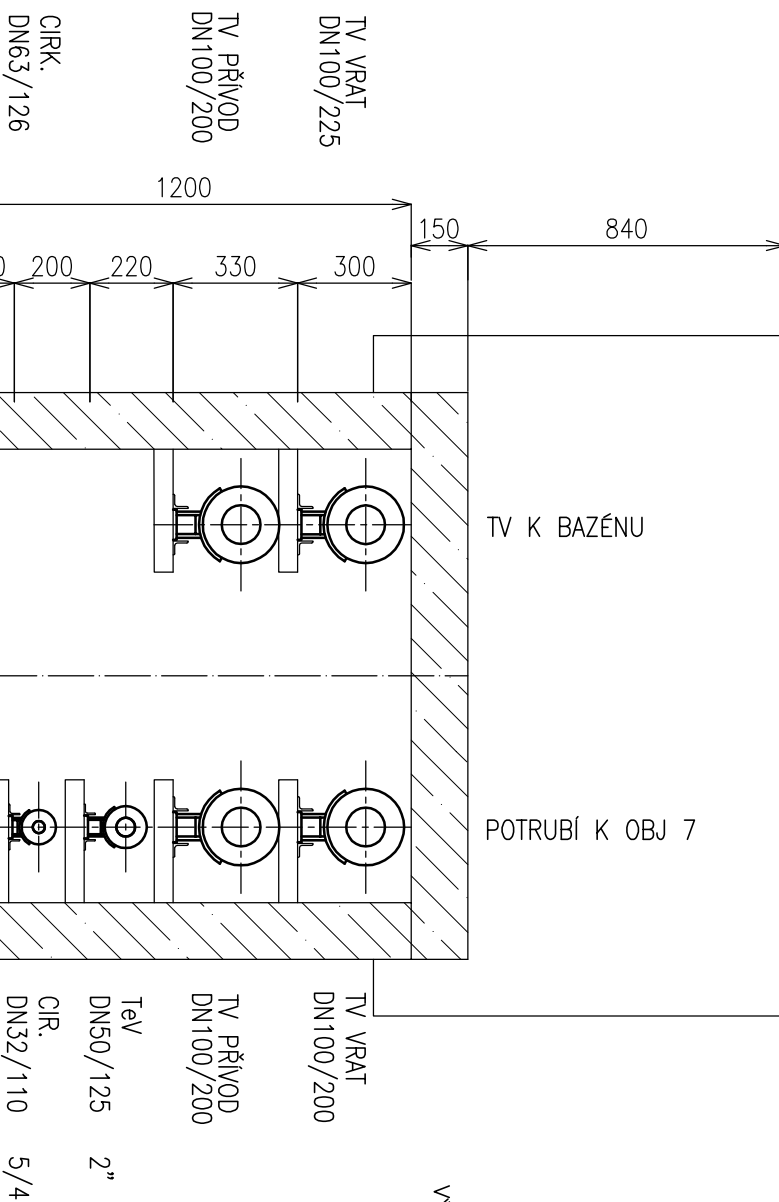 TV VRAT
DN100/225
TV PŘÍVOD
DN100/200
CIRK.
DN63/126
1200
150
840
200
220
330
300
TV K BAZÉNU
POTRUBÍ K OBJ 7
TV VRAT
DN100/200
TV PŘÍVOD
DN100/200
TeV
DN50/125 2"
CIR.
DN32/110 5/4